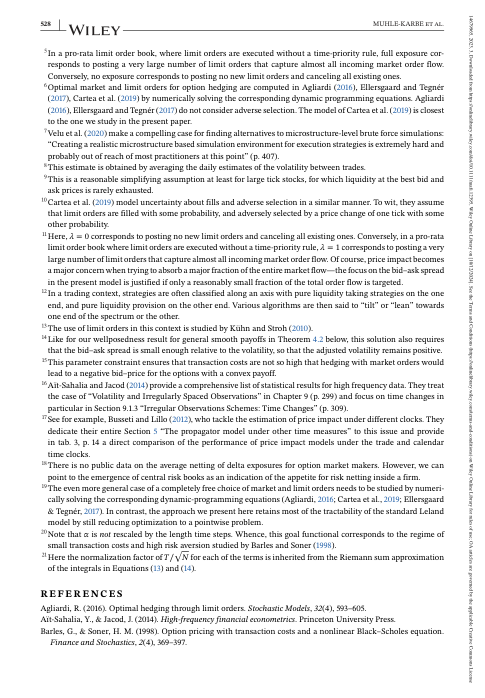 528
WILEY
MUHLE-KARBE ET AL.
5 In a pro-rata limit order book, where limit orders are executed without a time-priority rule, full exposure cor-
responds to posting a very large number of limit orders that capture almost all incoming market order flow.
Conversely, no exposure corresponds to posting no new limit orders and canceling all existing ones.
6 Optimal market and limit orders for option hedging are computed in Agliardi (2016), Ellersgaard and Tegnér
(2017), Cartea et al. (2019) by numerically solving the corresponding dynamic programming equations. Agliardi
(2016), Ellersgaard and Tegnér (2017) do not consider adverse selection. The model of Cartea et al. (2019) is closest
to the one we study in the present paper.
7 Velu et al. (2020) make a compelling case for finding alternatives to microstructure-level brute force simulations:
“Creating a realistic microstructure based simulation environment for execution strategies is extremely hard and
probably out of reach of most practitioners at this point” (p. 407).
8 This estimate is obtained by averaging the daily estimates of the volatility between trades.
9 This is a reasonable simplifying assumption at least for large tick stocks, for which liquidity at the best bid and
ask prices is rarely exhausted.
10 Cartea et al. (2019) model uncertainty about fills and adverse selection in a similar manner. To wit, they assume
that limit orders are filled with some probability, and adversely selected by a price change of one tick with some
other probability.
11 Here, λ = 0 corresponds to posting no new limit orders and canceling all existing ones. Conversely, in a pro-rata
limit order book where limit orders are executed without a time-priority rule, λ = 1 corresponds to posting a very
large number of limit orders that capture almost all incoming market order flow. Of course, price impact becomes
a major concern when trying to absorb a major fraction of the entire market flow—the focus on the bid–ask spread
in the present model is justified if only a reasonably small fraction of the total order flow is targeted.
12 In a trading context, strategies are often classified along an axis with pure liquidity taking strategies on the one
end, and pure liquidity provision on the other end. Various algorithms are then said to “tilt” or “lean” towards
one end of the spectrum or the other.
13 The use of limit orders in this context is studied by Kühn and Stroh (2010).
14 Like for our wellposedness result for general smooth payoffs in Theorem 4.2 below, this solution also requires
that the bid–ask spread is small enough relative to the volatility, so that the adjusted volatility remains positive.
15 This parameter constraint ensures that transaction costs are not so high that hedging with market orders would
lead to a negative bid–price for the options with a convex payoff.
16 Aït-Sahalia and Jacod (2014) provide a comprehensive list of statistical results for high frequency data. They treat
the case of “Volatility and Irregularly Spaced Observations” in Chapter 9 (p. 299) and focus on time changes in
particular in Section 9.1.3 “Irregular Observations Schemes: Time Changes” (p. 309).
17 See for example, Busseti and Lillo (2012), who tackle the estimation of price impact under different clocks. They
dedicate their entire Section 5 “The propagator model under other time measures” to this issue and provide
in tab. 3, p. 14 a direct comparison of the performance of price impact models under the trade and calendar
time clocks.
18 There is no public data on the average netting of delta exposures for option market makers. However, we can
point to the emergence of central risk books as an indication of the appetite for risk netting inside a firm.
19 The even more general case of a completely free choice of market and limit orders needs to be studied by numeri-
cally solving the corresponding dynamic-programming equations (Agliardi, 2016; Cartea et al., 2019; Ellersgaard
& Tegnér, 2017). In contrast, the approach we present here retains most of the tractability of the standard Leland
model by still reducing optimization to a pointwise problem.
20 Note that α is not rescaled by the length time steps. Whence, this goal functional corresponds to the regime of
small transaction costs and high risk aversion studied by Barles and Soner (1998).
21 Here the normalization factor of T/√N for each of the terms is inherited from the Riemann sum approximation
of the integrals in Equations (13) and (14).
REFERENCES
Agliardi, R. (2016). Optimal hedging through limit orders. Stochastic Models, 32(4), 593–605.
Aït-Sahalia, Y., & Jacod, J. (2014). High-frequency financial econometrics. Princeton University Press.
Barles, G., & Soner, H. M. (1998). Option pricing with transaction costs and a nonlinear Black–Scholes equation.
Finance and Stochastics, 2(4), 369–397.